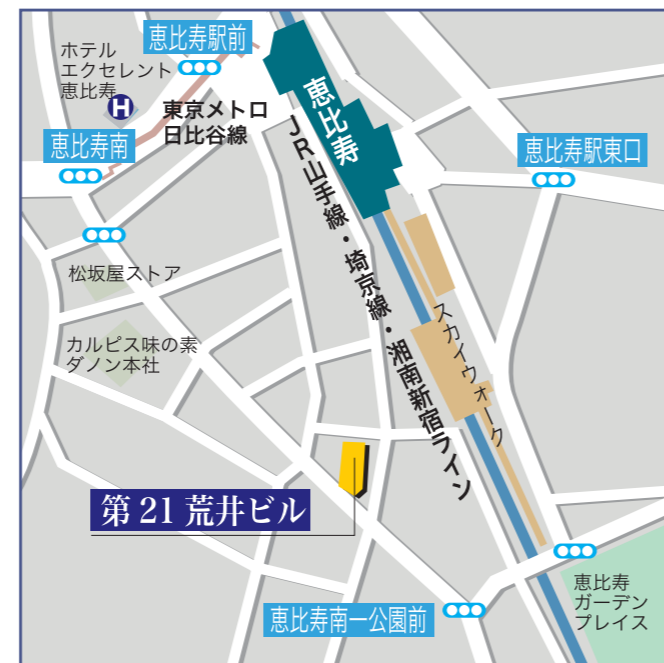 恵比寿駅前
ホテル
エクセレント
恵比寿
H
東京メトロ
日比谷線
恵比寿
恵比寿南
恵比寿駅東口
JR山手線・埼京線・湘南新宿ライン
松坂屋ストア
カルピス味の素
ダノン本社
スカイウォーク
第21荒井ビル
恵比寿
ガーデン
プレイス
恵比寿南一公園前